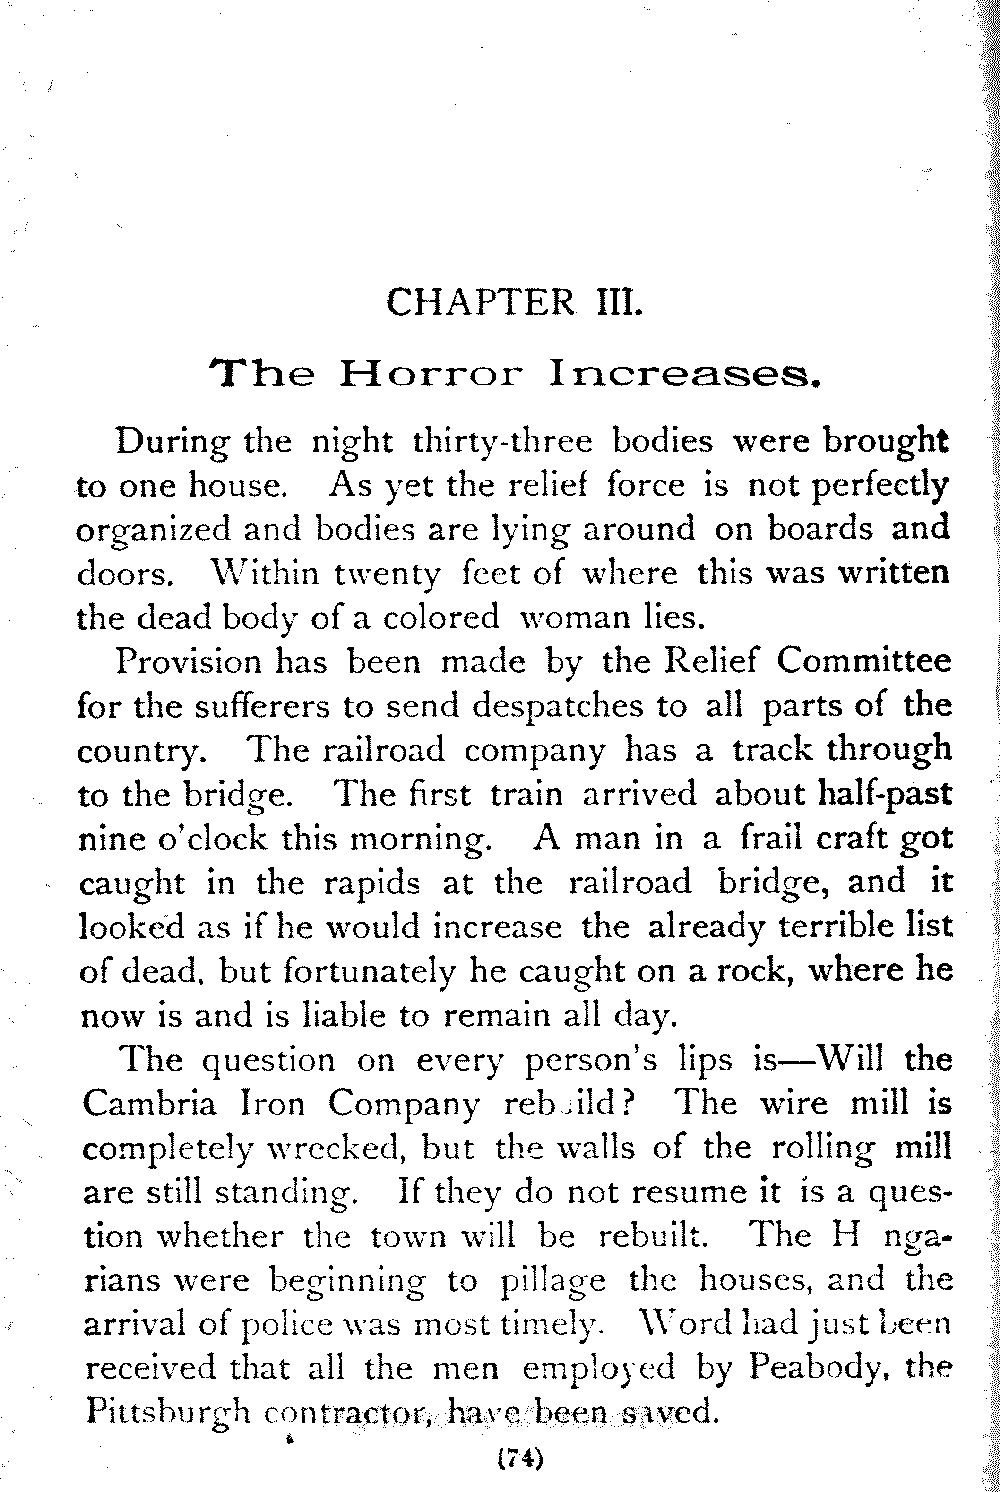 CHAPTER III.
The Horror Increases.
During the night thirty-three bodies were brought
to one house. As yet the relief force is not perfectly
organized and bodies are lying around on boards and
doors. Within twenty feet of where this was written
the dead body of a colored woman lies.
Provision has been made by the Relief Committee
for the sufferers to send despatches to all parts of the
country. The railroad company has a track through
to the bridge. The first train arrived about half-past
nine o'clock this morning. A man in a frail craft got
caught in the rapids at the railroad bridge, and it
looked as if he would increase the already terrible list
of dead, but fortunately he caught on a rock, where he
now is and is liable to remain all day.
The question on every person's lips is—Will the
Cambria Iron Company rebuild? The wire mill is
completely wrecked, but the walls of the rolling mill
are still standing. If they do not resume it is a ques-
tion whether the town will be rebuilt. The H nga-
rians were beginning to pillage the houses, and the
arrival of police was most timely. Word had just been
received that all the men employed by Peabody, the
Pittsburgh contractor, have been saved.
(74)